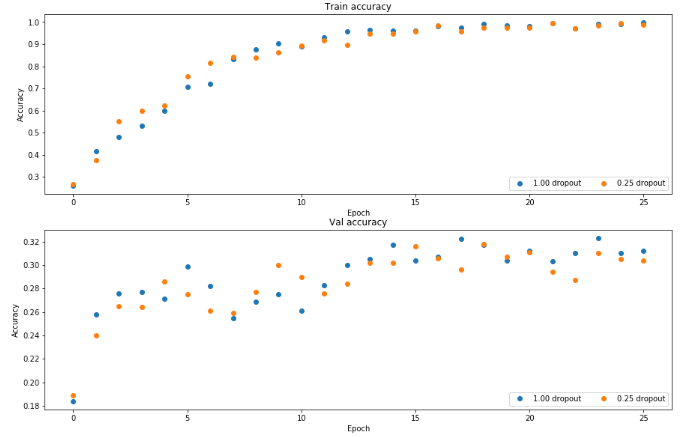 Train accuracy
1.0
0.9
0.8
0.7
0.6
0.5
0.4
0.3
Accuracy
1.00 dropout 0.25 dropout
0 5 10 15 20 25
Epoch
Val accuracy
0.32
0.30
0.28
0.26
0.24
0.22
0.20
0.18
Accuracy
1.00 dropout 0.25 dropout
0 5 10 15 20 25
Epoch